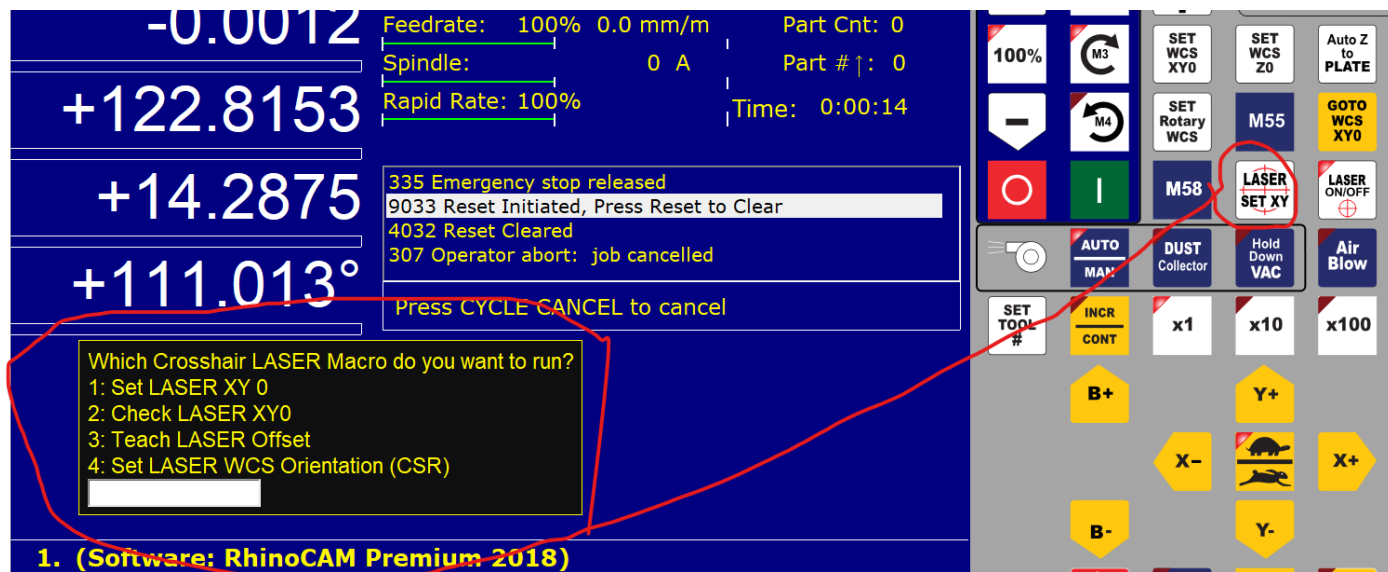 -0.0012
+122.8153
+14.2875
+111.013°
Feedrate: 100% 0.0 mm/m Part Cnt: 0
Spindle: 0 A Part #↑: 0
Rapid Rate: 100% Time: 0:00:14
335 Emergency stop released
9033 Reset Initiated, Press Reset to Clear
4032 Reset Cleared
307 Operator abort: job cancelled
Press CYCLE CANCEL to cancel
Which Crosshair LASER Macro do you want to run?
1: Set LASER XY 0
2: Check LASER XY0
3: Teach LASER Offset
4: Set LASER WCS Orientation (CSR)
1. (Software: RhinoCAM Premium 2018)
100%
M3
SET
WCS
XY0
SET
WCS
Z0
Auto Z
to
PLATE
M4
SET
Rotary
WCS
M55
GOTO
WCS
XY0
M58
LASER
SET XY
LASER
ON/OFF
AUTO
MAN
DUST
Collector
Hold
Down
VAC
Air
Blow
SET
TOOL
#
INCR
CONT
x1
x10
x100
B+
Y+
X-
X+
B-
Y-